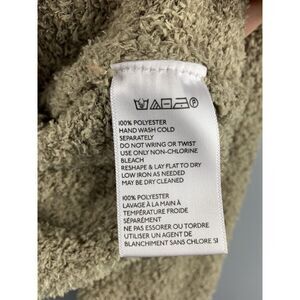 100% POLYESTER
HAND WASH COLD
SEPARATELY
DO NOT WRING OR TWIST
USE ONLY NON-CHLORINE
BLEACH
RESHAPE & LAY FLAT TO DRY
LOW IRON AS NEEDED
MAY BE DRY CLEANED
100% POLYESTER
LAVAGE À LA MAIN À
TEMPÉRATURE FROIDE
SÉPARÉMENT
NE PAS ESSORER OU TORDRE
UTILISER UN AGENT DE
BLANCHIMENT SANS CHLORE SI